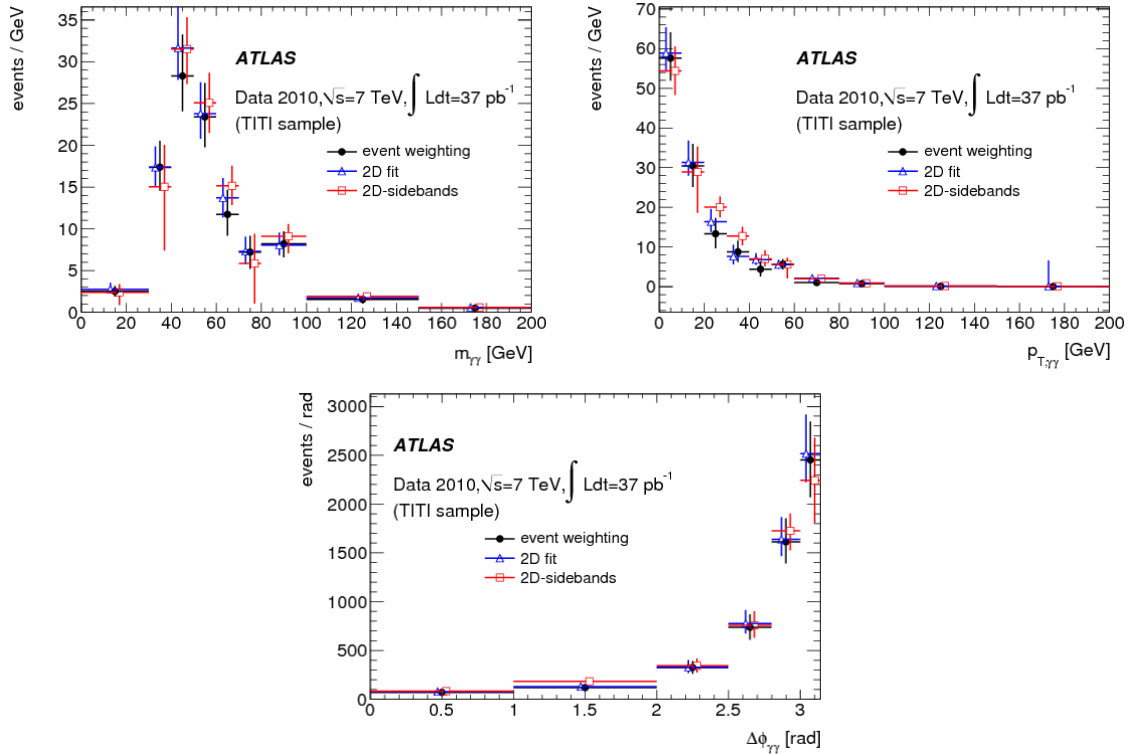 events / GeV
35
30
25
20
15
10
5
0
ATLAS
Data 2010,√s=7 TeV,∫ Ldt=37 pb⁻¹
(TITI sample)
event weighting
2D fit
2D-sidebands
0 20 40 60 80 100 120 140 160 180 200
mγγ [GeV]
events / GeV
70
60
50
40
30
20
10
0
ATLAS
Data 2010,√s=7 TeV,∫ Ldt=37 pb⁻¹
(TITI sample)
event weighting
2D fit
2D-sidebands
0 20 40 60 80 100 120 140 160 180 200
pT,γγ [GeV]
events / rad
3000
2500
2000
1500
1000
500
0
ATLAS
Data 2010,√s=7 TeV,∫ Ldt=37 pb⁻¹
(TITI sample)
event weighting
2D fit
2D-sidebands
0 0.5 1 1.5 2 2.5 3
Δϕγγ [rad]